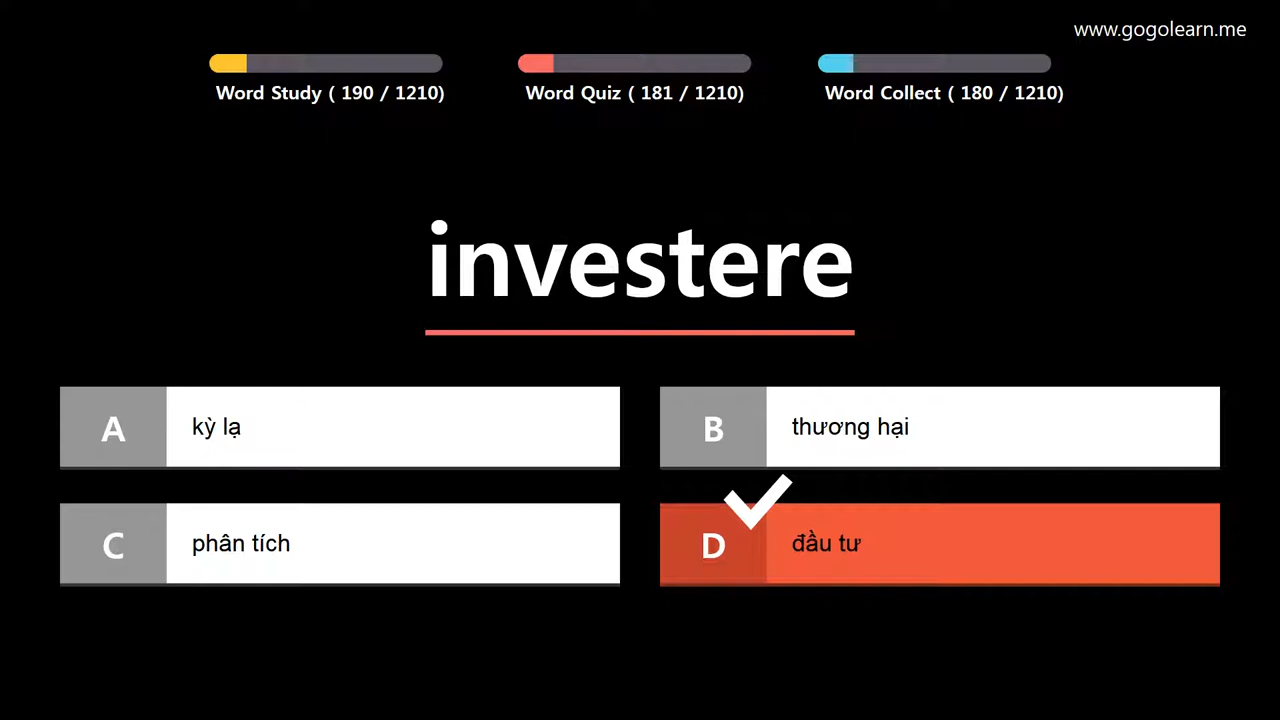 www.gogolearn.me
Word Study ( 190 / 1210)
Word Quiz ( 181 / 1210)
Word Collect ( 180 / 1210)
investere
A
kỳ lạ
B
thương hại
C
phân tích
D
đầu tư